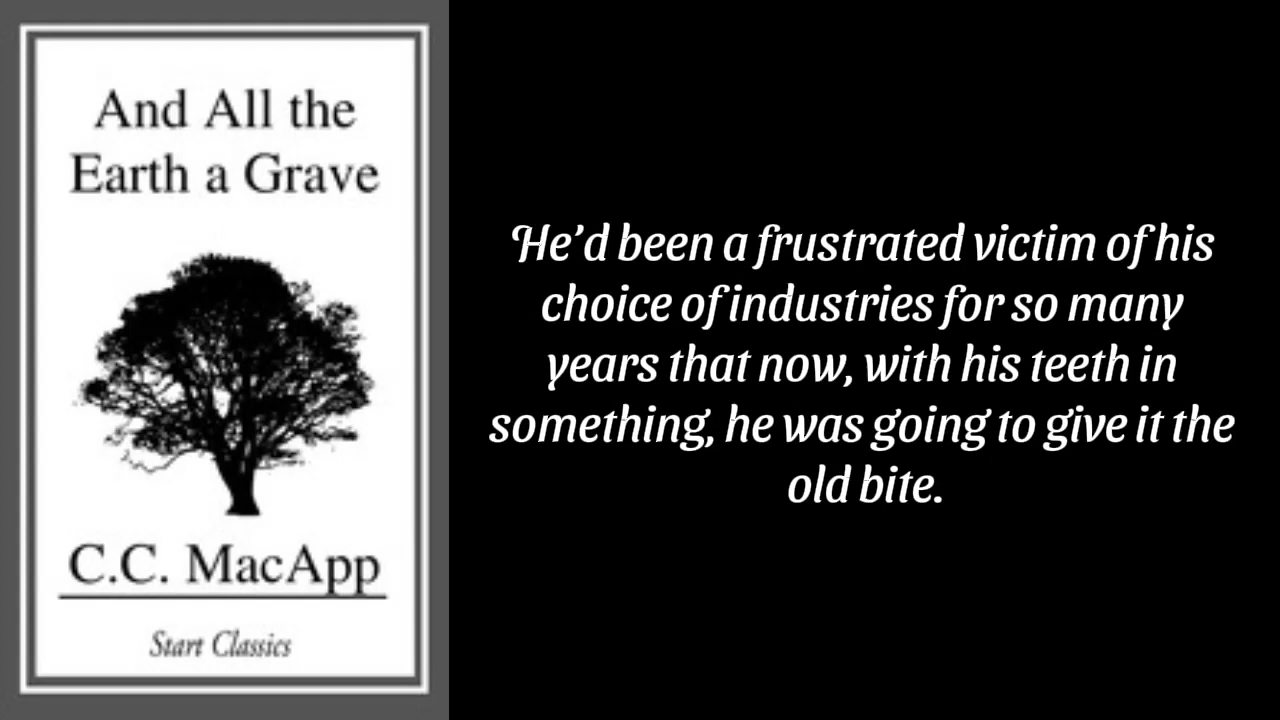 And All the
Earth a Grave
C.C. MacApp
Start Classics
He’d been a frustrated victim of his
choice of industries for so many
years that now, with his teeth in
something, he was going to give it the
old bite.